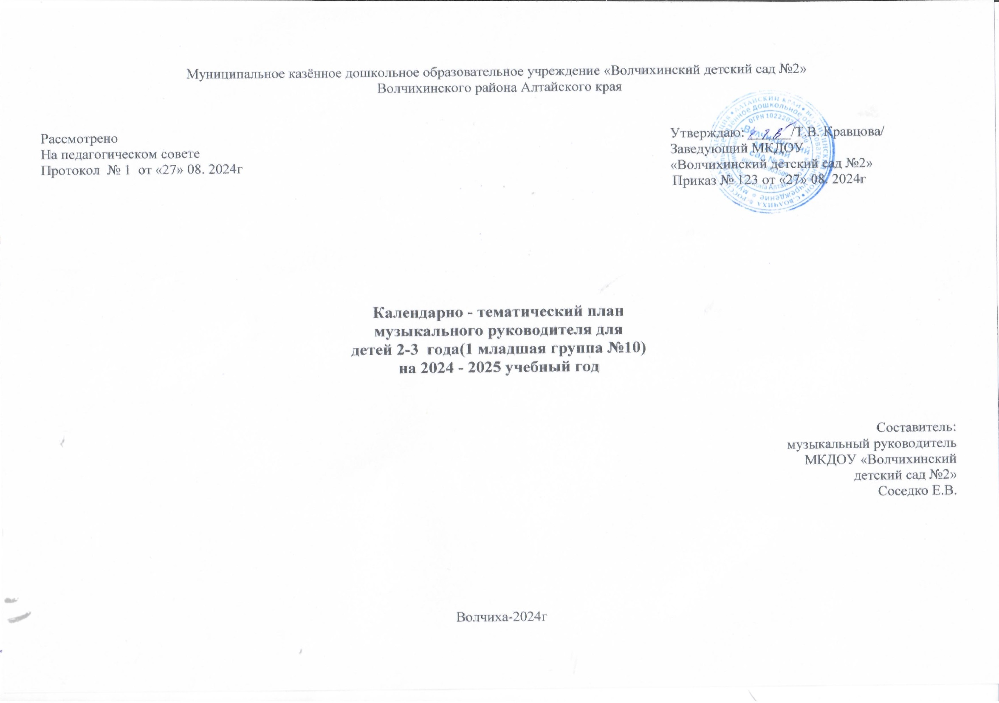 Муниципальное казённое дошкольное образовательное учреждение «Волчихинский детский сад №2»
Волчихинского района Алтайского края
Рассмотрено
На педагогическом совете
Протокол № 1 от «27» 08. 2024г
Утверждаю: /Т.В. Кравцова/
Заведующий МКДОУ
«Волчихинский детский сад №2»
Приказ № 123 от «27» 08. 2024г
Календарно - тематический план
музыкального руководителя для
детей 2-3 года(1 младшая группа №10)
на 2024 - 2025 учебный год
Составитель:
музыкальный руководитель
МКДОУ «Волчихинский
детский сад №2»
Соседко Е.В.
Волчиха-2024г